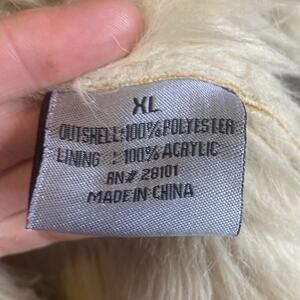 XL
OUTSHELL:100%POLYESTER
LINING : 100% ACRYLIC
RN# 28101
MADE IN CHINA